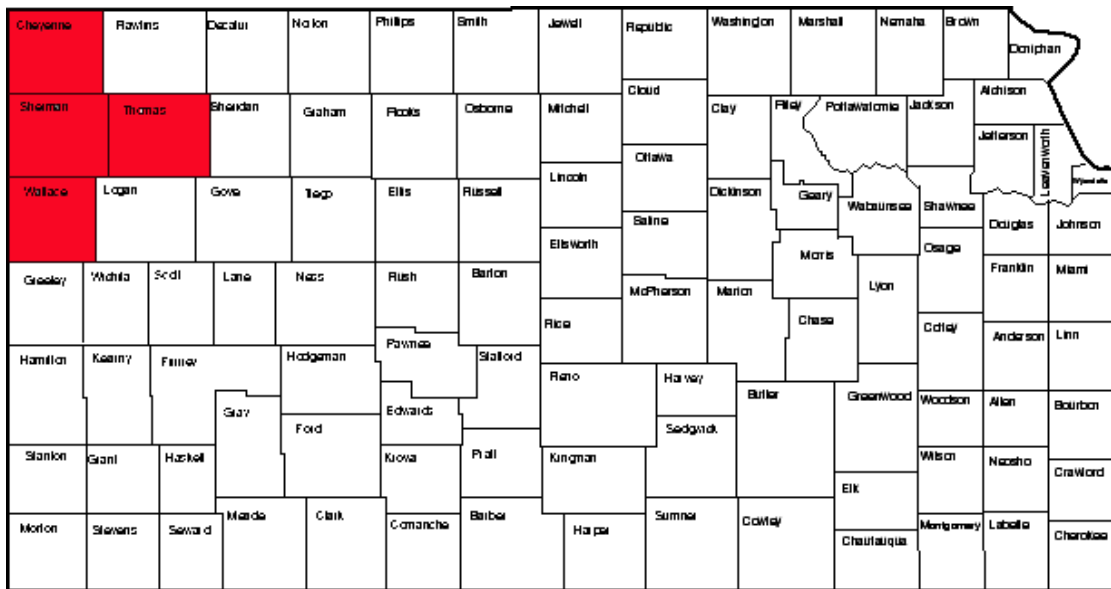 Cheyenne Rawlins Decatur Norton Phillips Smith Jewell Republic Washington Marshall Nemaha Brown
Doniphan
Sherman Thomas Sheridan Graham Rooks Osborne Mitchell Cloud Clay Riley Pottawatomie Jackson Atchison
Jefferson Leavenworth Wyandotte
Ottawa
Wallace Logan Gove Trego Ellis Russell Lincoln Dickinson Geary Wabaunsee Shawnee Douglas Johnson
Saline
Ellsworth Morris Osage
Greeley Wichita Scott Lane Ness Rush Barton McPherson Marion Lyon Franklin Miami
Rice Chase Coffey Anderson Linn
Hamilton Kearny Finney Hodgeman Pawnee Stafford Reno Harvey Butler Greenwood Woodson Allen Bourbon
Gray Ford Edwards Sedgwick
Stanton Grant Haskell Kiowa Pratt Kingman Elk Wilson Neosho Crawford
Morton Stevens Seward Meade Clark Comanche Barber Harper Sumner Cowley Chautauqua Montgomery Labette Cherokee